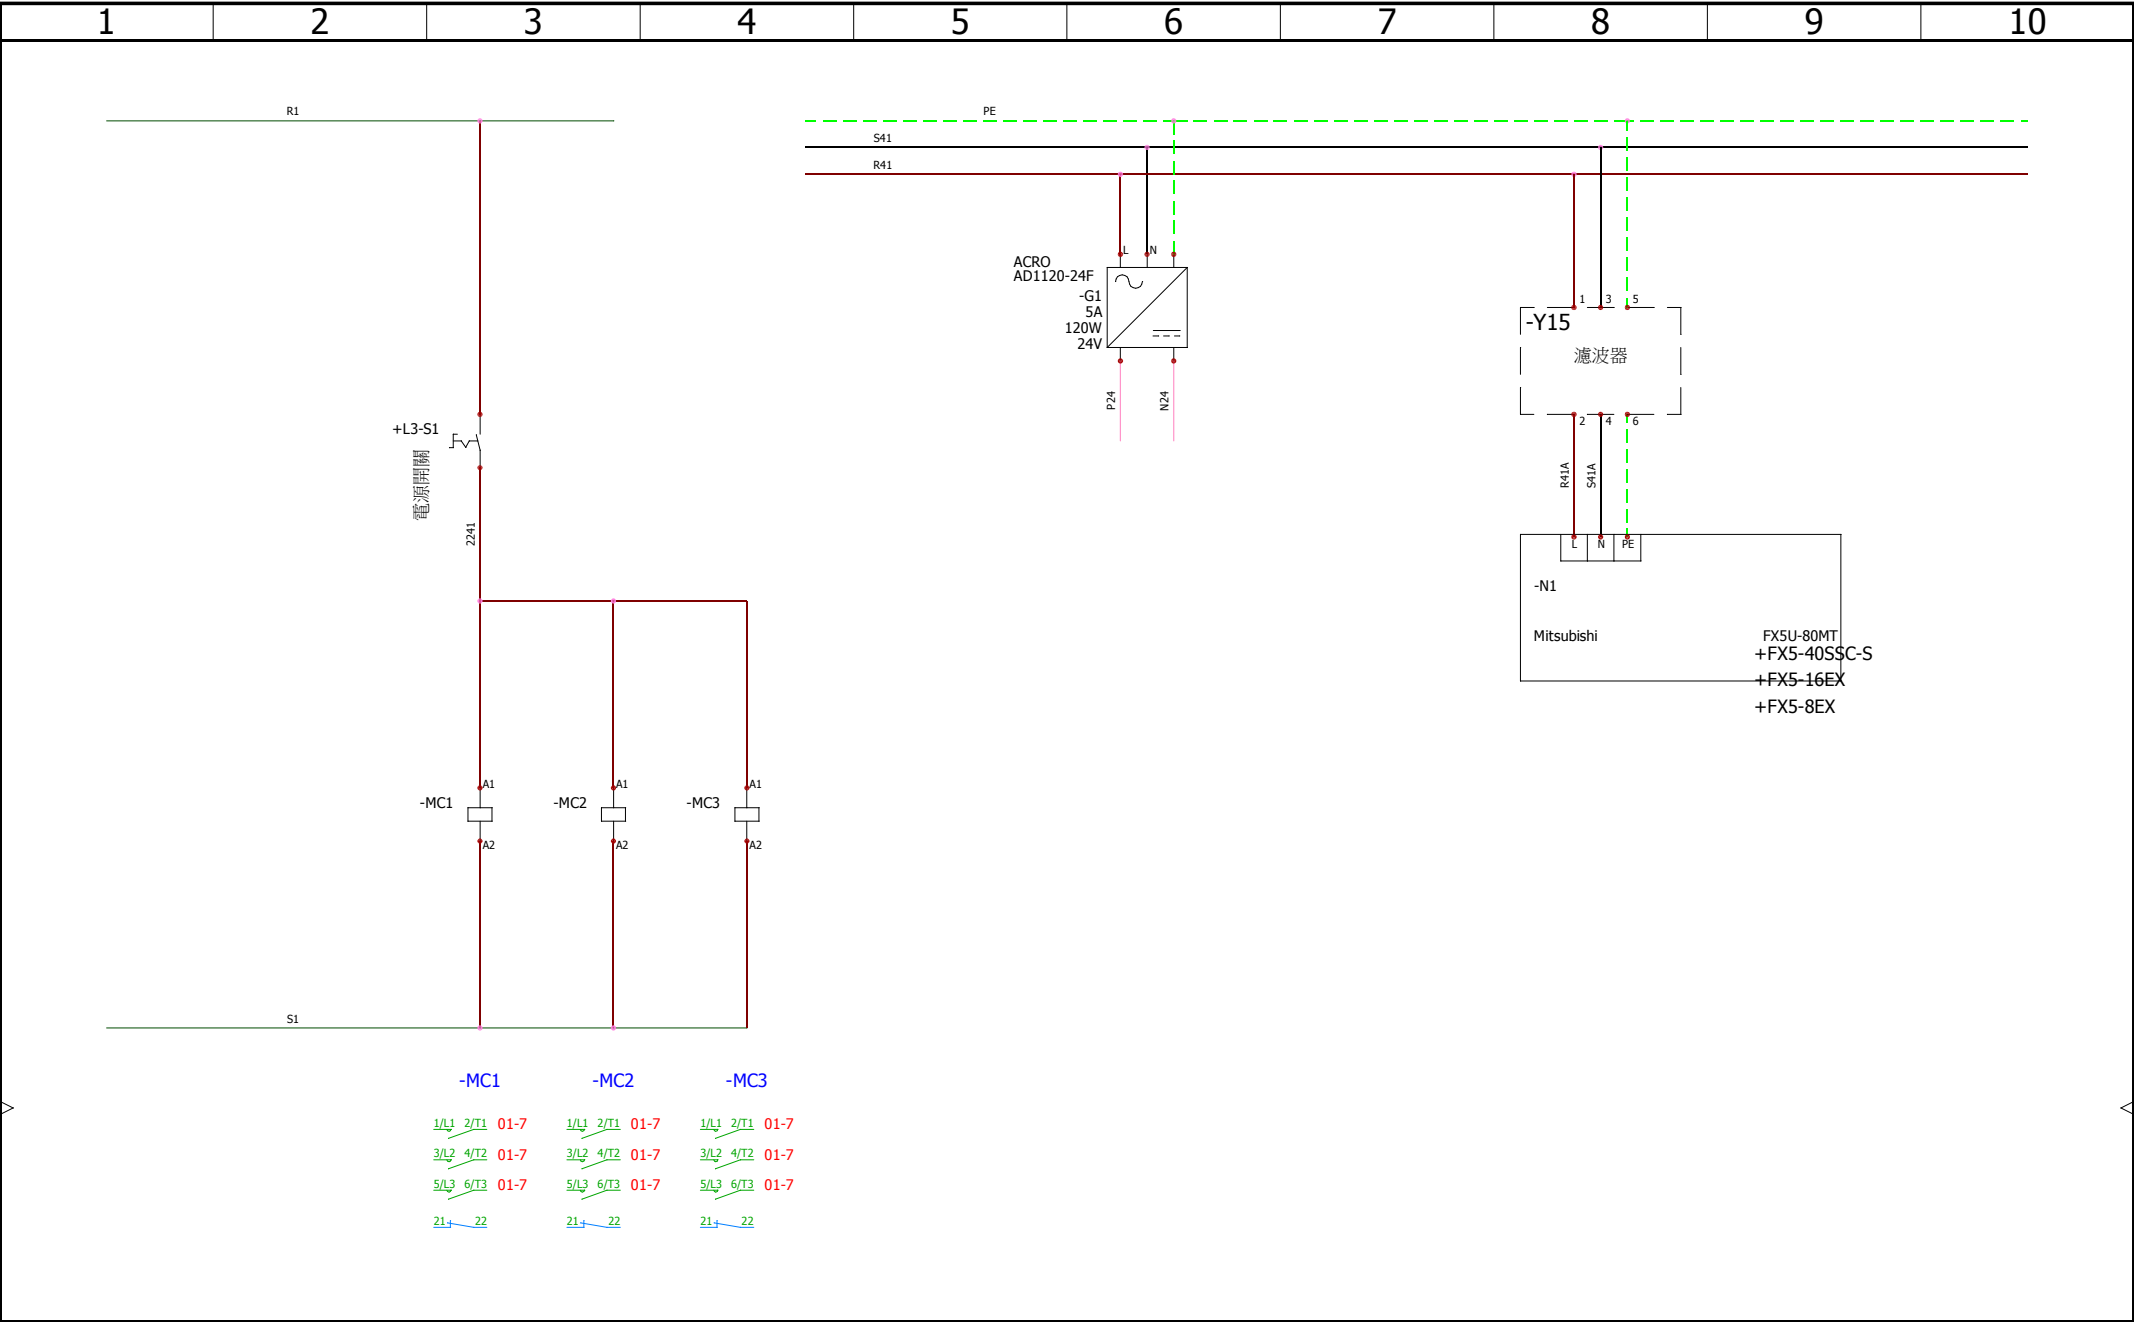 1 2 3 4 5 6 7 8 9 10
R1
PE
S41
R41
L N
ACRO
AD1120-24F
-G1
5A
120W
24V
P24 N24
1 3 5
-Y15
濾波器
2 4 6
R41A S41A
L N PE
-N1
Mitsubishi FX5U-80MT
+FX5-40SSC-S
+FX5-16EX
+FX5-8EX
+L3-S1
電源開關
2241
A1 A1 A1
-MC1 -MC2 -MC3
A2 A2 A2
S1
-MC1 -MC2 -MC3
1/L1 2/T1 01-7 1/L1 2/T1 01-7 1/L1 2/T1 01-7
3/L2 4/T2 01-7 3/L2 4/T2 01-7 3/L2 4/T2 01-7
5/L3 6/T3 01-7 5/L3 6/T3 01-7 5/L3 6/T3 01-7
21 22 21 22 21 22